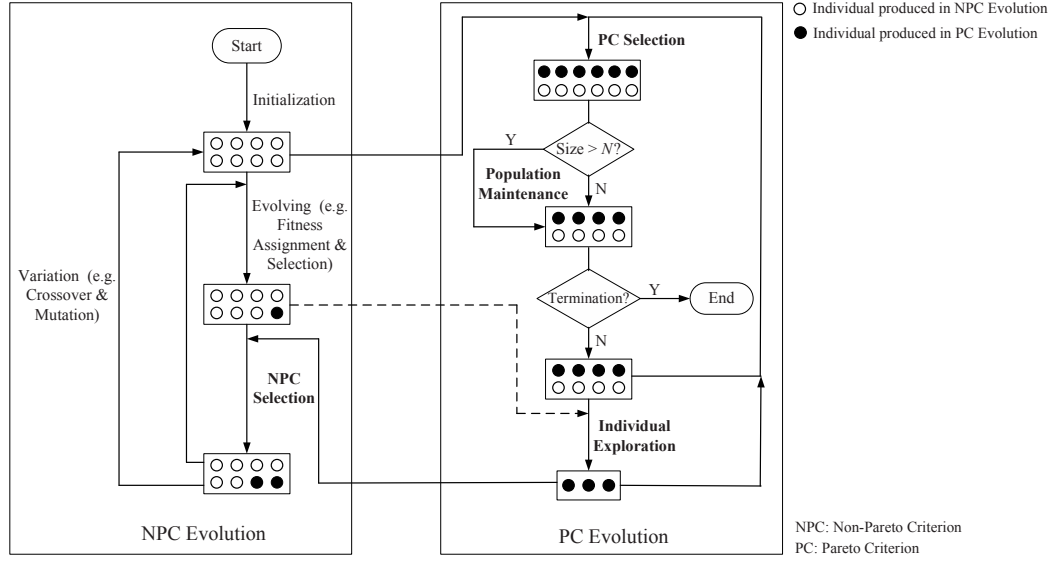 Start
Initialization
Evolving (e.g.
Fitness
Assignment &
Selection)
Variation (e.g.
Crossover &
Mutation)
NPC
Selection
NPC Evolution
PC Selection
Size > N?
Y
N
Population
Maintenance
Termination?
Y
End
N
Individual
Exploration
PC Evolution
Individual produced in NPC Evolution
Individual produced in PC Evolution
NPC: Non-Pareto Criterion
PC: Pareto Criterion